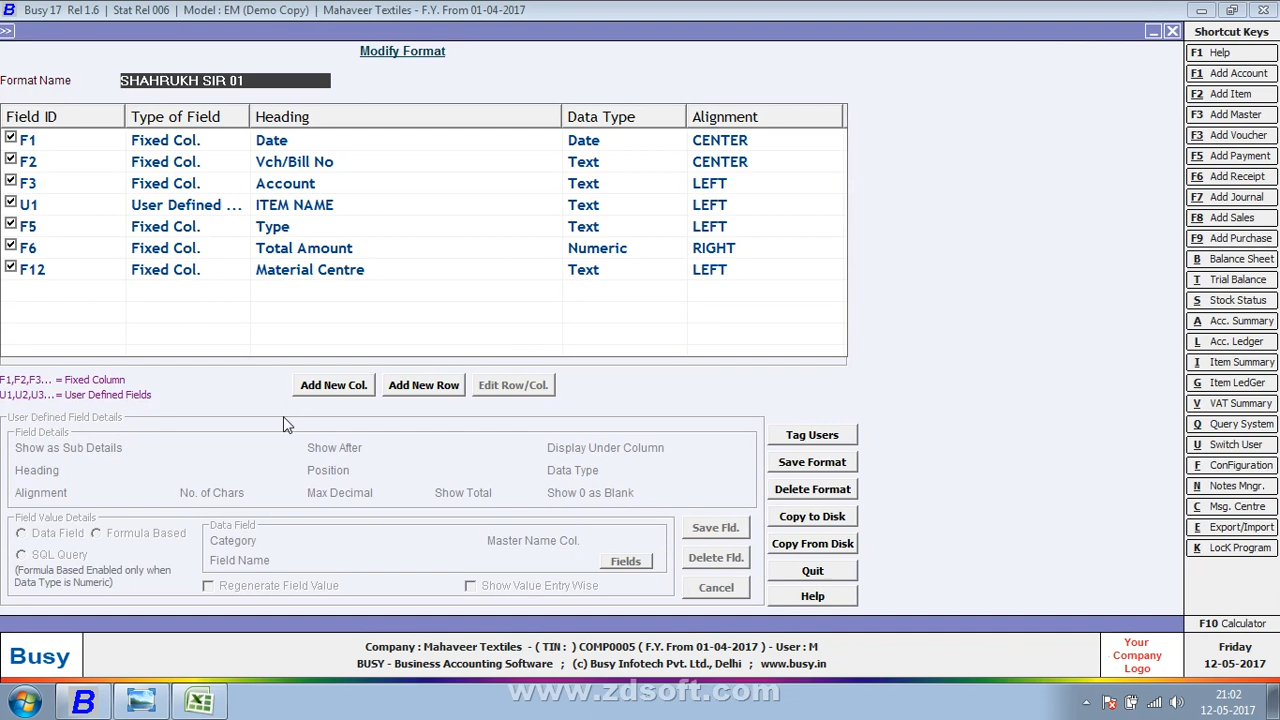 Busy 17 Rel 1.6 | Stat Rel 006 | Model : EM (Demo Copy) | Mahaveer Textiles - F.Y. From 01-04-2017
>>
Modify Format
Format Name SHAHRUKH SIR 01
Field ID Type of Field Heading Data Type Alignment
F1 Fixed Col. Date Date CENTER
F2 Fixed Col. Vch/Bill No Text CENTER
F3 Fixed Col. Account Text LEFT
U1 User Defined ... ITEM NAME Text LEFT
F5 Fixed Col. Type Text LEFT
F6 Fixed Col. Total Amount Numeric RIGHT
F12 Fixed Col. Material Centre Text LEFT
F1,F2,F3... = Fixed Column
U1,U2,U3...= User Defined Fields
Add New Col. Add New Row Edit Row/Col.
User Defined Field Details
Field Details
Show as Sub Details Show After Display Under Column
Heading Position Data Type
Alignment No. of Chars Max Decimal Show Total Show 0 as Blank
Field Value Details
Data Field Formula Based
SQL Query
(Formula Based Enabled only when
Data Type is Numeric)
Data Field
Category Master Name Col.
Field Name Fields
Regenerate Field Value Show Value Entry Wise
Save Fld.
Delete Fld.
Cancel
Tag Users
Save Format
Delete Format
Copy to Disk
Copy From Disk
Quit
Help
Shortcut Keys
F1 Help
F1 Add Account
F2 Add Item
F3 Add Master
F3 Add Voucher
F5 Add Payment
F6 Add Receipt
F7 Add Journal
F8 Add Sales
F9 Add Purchase
B Balance Sheet
T Trial Balance
S Stock Status
A Acc. Summary
L Acc. Ledger
I Item Summary
G Item LedGer
V VAT Summary
Q Query System
U Switch User
F ConFiguration
N Notes Mngr.
C Msg. Centre
E Export/Import
K LocK Program
F10 Calculator
Busy
Company : Mahaveer Textiles - ( TIN : ) COMP0005 ( F.Y. From 01-04-2017 ) - User : M
BUSY - Business Accounting Software ; (c) Busy Infotech Pvt. Ltd., Delhi ; www.busy.in
Your
Company
Logo
Friday
12-05-2017
www.zdsoft.com
B
21:02
12-05-2017